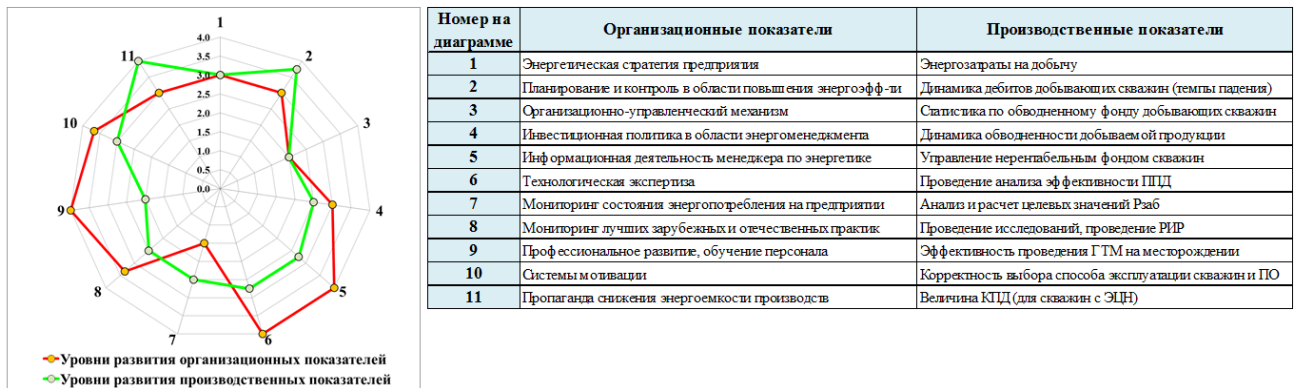 1
2
3
4
5
6
7
8
9
10
11
4.0
3.5
3.0
2.5
2.0
1.5
1.0
0.5
0.0
Уровни развития организационных показателей
Уровни развития производственных показателей
Номер на диаграмме Организационные показатели Производственные показатели
1 Энергетическая стратегия предприятия Энергозатраты на добычу
2 Планирование и контроль в области повышения энергоэфф-ти Динамика дебитов добывающих скважин (темпы падения)
3 Организационно-управленческий механизм Статистика по обводненному фонду добывающих скважин
4 Инвестиционная политика в области энергоменеджмента Динамика обводненности добываемой продукции
5 Информационная деятельность менеджера по энергетике Управление нерентабельным фондом скважин
6 Технологическая экспертиза Проведение анализа эффективности ППД
7 Мониторинг состояния энергопотребления на предприятии Анализ и расчет целевых значений Рзаб
8 Мониторинг лучших зарубежных и отечественных практик Проведение исследований, проведение РИР
9 Профессиональное развитие, обучение персонала Эффективность проведения ГТМ на месторождении
10 Системы мотивации Корректность выбора способа эксплуатации скважин и ПО
11 Пропаганда снижения энергоемкости производств Величина КПД (для скважин с ЭЦН)